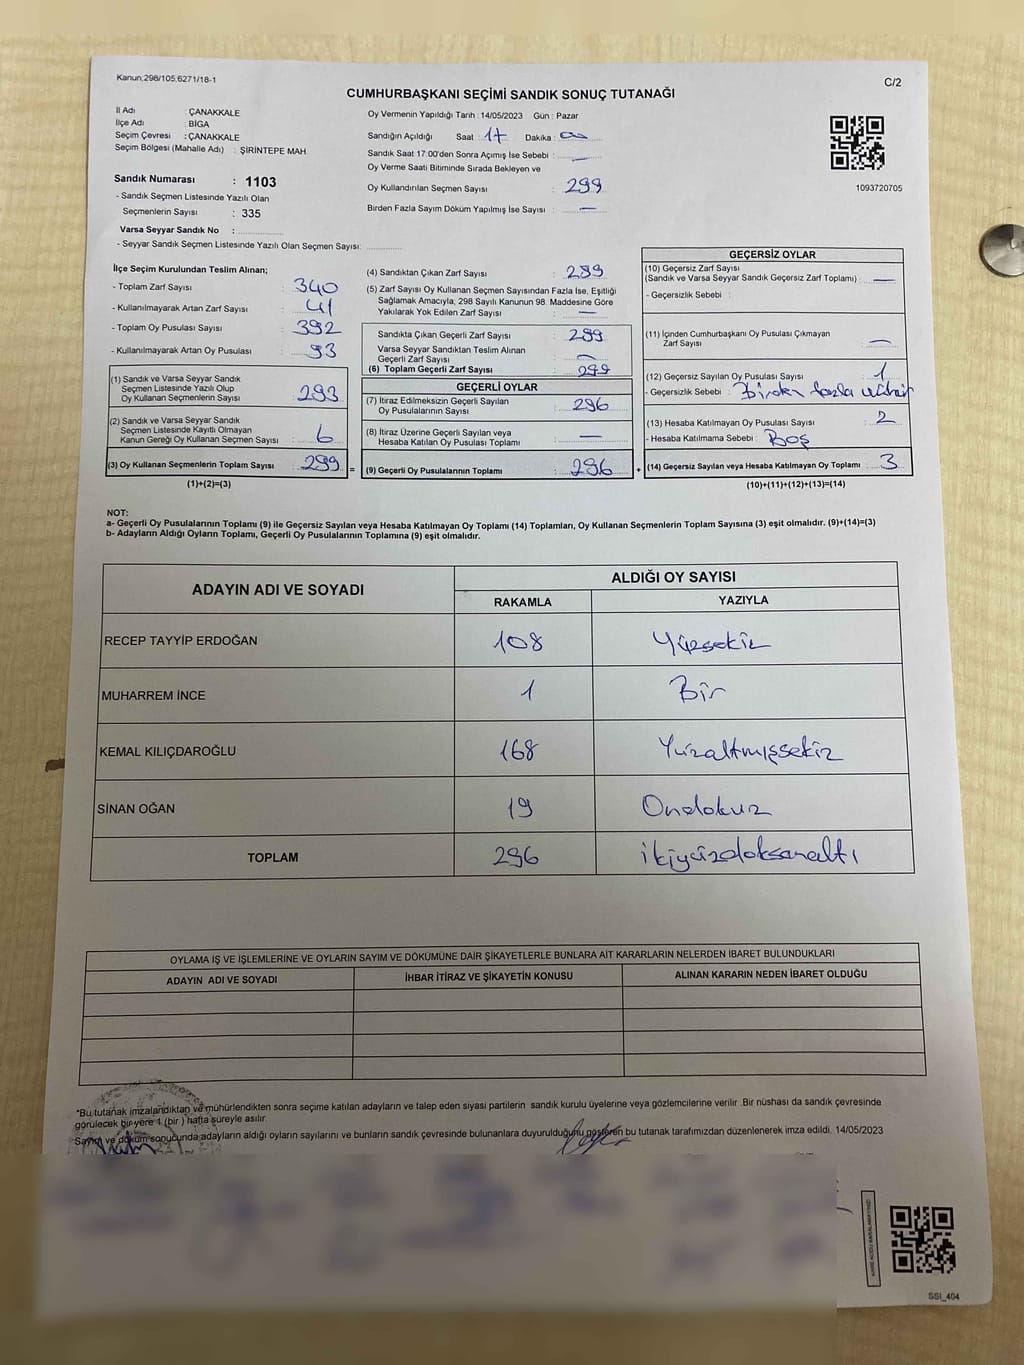 Kanun,298/105,6271/18-1
C/2
CUMHURBAŞKANI SEÇİMİ SANDIK SONUÇ TUTANAĞI
İl Adı : ÇANAKKALE
İlçe Adı : BİGA
Seçim Çevresi : ÇANAKKALE
Seçim Bölgesi (Mahalle Adı) : ŞİRİNTEPE MAH
Sandık Numarası : 1103
- Sandık Seçmen Listesinde Yazılı Olan
Seçmenlerin Sayısı : 335
Varsa Seyyar Sandık No :
- Seyyar Sandık Seçmen Listesinde Yazılı Olan Seçmen Sayısı:
Oy Vermenin Yapıldığı Tarih : 14/05/2023 Gün : Pazar
Sandığın Açıldığı Saat : 17 Dakika : 00
Sandık Saat 17:00'den Sonra Açımış İse Sebebi : —
Oy Verme Saati Bitiminde Sırada Bekleyen ve
Oy Kullandırılan Seçmen Sayısı : 299
Birden Fazla Sayım Döküm Yapılmış İse Sayısı : —
1093720705
İlçe Seçim Kurulundan Teslim Alınan;
- Toplam Zarf Sayısı : 340
- Kullanılmayarak Artan Zarf Sayısı : 41
- Toplam Oy Pusulası Sayısı : 392
- Kullanılmayarak Artan Oy Pusulası : 93
(1) Sandık ve Varsa Seyyar Sandık
Seçmen Listesinde Yazılı Olup
Oy Kullanan Seçmenlerin Sayısı : 293
(2) Sandık ve Varsa Seyyar Sandık
Seçmen Listesinde Kayıtlı Olmayan
Kanun Gereği Oy Kullanan Seçmen Sayısı : 6
(3) Oy Kullanan Seçmenlerin Toplam Sayısı : 299 =
(1)+(2)=(3)
(4) Sandıktan Çıkan Zarf Sayısı : 299
(5) Zarf Sayısı Oy Kullanan Seçmen Sayısından Fazla İse, Eşitliği
Sağlamak Amacıyla, 298 Sayılı Kanunun 98. Maddesine Göre
Yakılarak Yok Edilen Zarf Sayısı : —
Sandıkta Çıkan Geçerli Zarf Sayısı : 299
Varsa Seyyar Sandıktan Teslim Alınan
Geçerli Zarf Sayısı : —
(6) Toplam Geçerli Zarf Sayısı : 299
GEÇERLİ OYLAR
(7) İtiraz Edilmeksizin Geçerli Sayılan
Oy Pusulalarının Sayısı : 296
(8) İtiraz Üzerine Geçerli Sayılan veya
Hesaba Katılan Oy Pusulası Toplamı : —
(9) Geçerli Oy Pusulalarının Toplamı : 296 +
GEÇERSİZ OYLAR
(10) Geçersiz Zarf Sayısı
(Sandık ve Varsa Seyyar Sandık Geçersiz Zarf Toplamı) : —
- Geçersizlik Sebebi :
(11) İçinden Cumhurbaşkanı Oy Pusulası Çıkmayan
Zarf Sayısı : —
(12) Geçersiz Sayılan Oy Pusulası Sayısı : 1
- Geçersizlik Sebebi : Birden fazla mühür
(13) Hesaba Katılmayan Oy Pusulası Sayısı : 2
- Hesaba Katılmama Sebebi : Boş
(14) Geçersiz Sayılan veya Hesaba Katılmayan Oy Toplamı : 3
(10)+(11)+(12)+(13)=(14)
NOT:
a- Geçerli Oy Pusulalarının Toplamı (9) ile Geçersiz Sayılan veya Hesaba Katılmayan Oy Toplamı (14) Toplamları, Oy Kullanan Seçmenlerin Toplam Sayısına (3) eşit olmalıdır. (9)+(14)=(3)
b- Adayların Aldığı Oyların Toplamı, Geçerli Oy Pusulalarının Toplamına (9) eşit olmalıdır.
ADAYIN ADI VE SOYADI
ALDIĞI OY SAYISI
RAKAMLA YAZIYLA
RECEP TAYYİP ERDOĞAN 108 Yüzsekiz
MUHARREM İNCE 1 Bir
KEMAL KILIÇDAROĞLU 168 Yüzaltmışsekiz
SİNAN OĞAN 19 Ondokuz
TOPLAM 296 ikiyüzdoksanaltı
OYLAMA İŞ VE İŞLEMLERİNE VE OYLARIN SAYIM VE DÖKÜMÜNE DAİR ŞİKAYETLERLE BUNLARA AİT KARARLARIN NELERDEN İBARET BULUNDUKLARI
ADAYIN ADI VE SOYADI İHBAR İTİRAZ VE ŞİKAYETİN KONUSU ALINAN KARARIN NEDEN İBARET OLDUĞU
*Bu tutanak imzalandıktan ve mühürlendikten sonra seçime katılan adayların ve talep eden siyasi partilerin sandık kurulu üyelerine veya gözlemcilerine verilir .Bir nüshası da sandık çevresinde
görülecek bir yere 1 (bir ) hafta süreyle asılır.
Sayım ve döküm sonucunda adayların aldığı oyların sayılarını ve bunların sandık çevresinde bulunanlara duyurulduğunu gösteren bu tutanak tarafımızdan düzenlenerek imza edildi. 14/05/2023
SSI_404